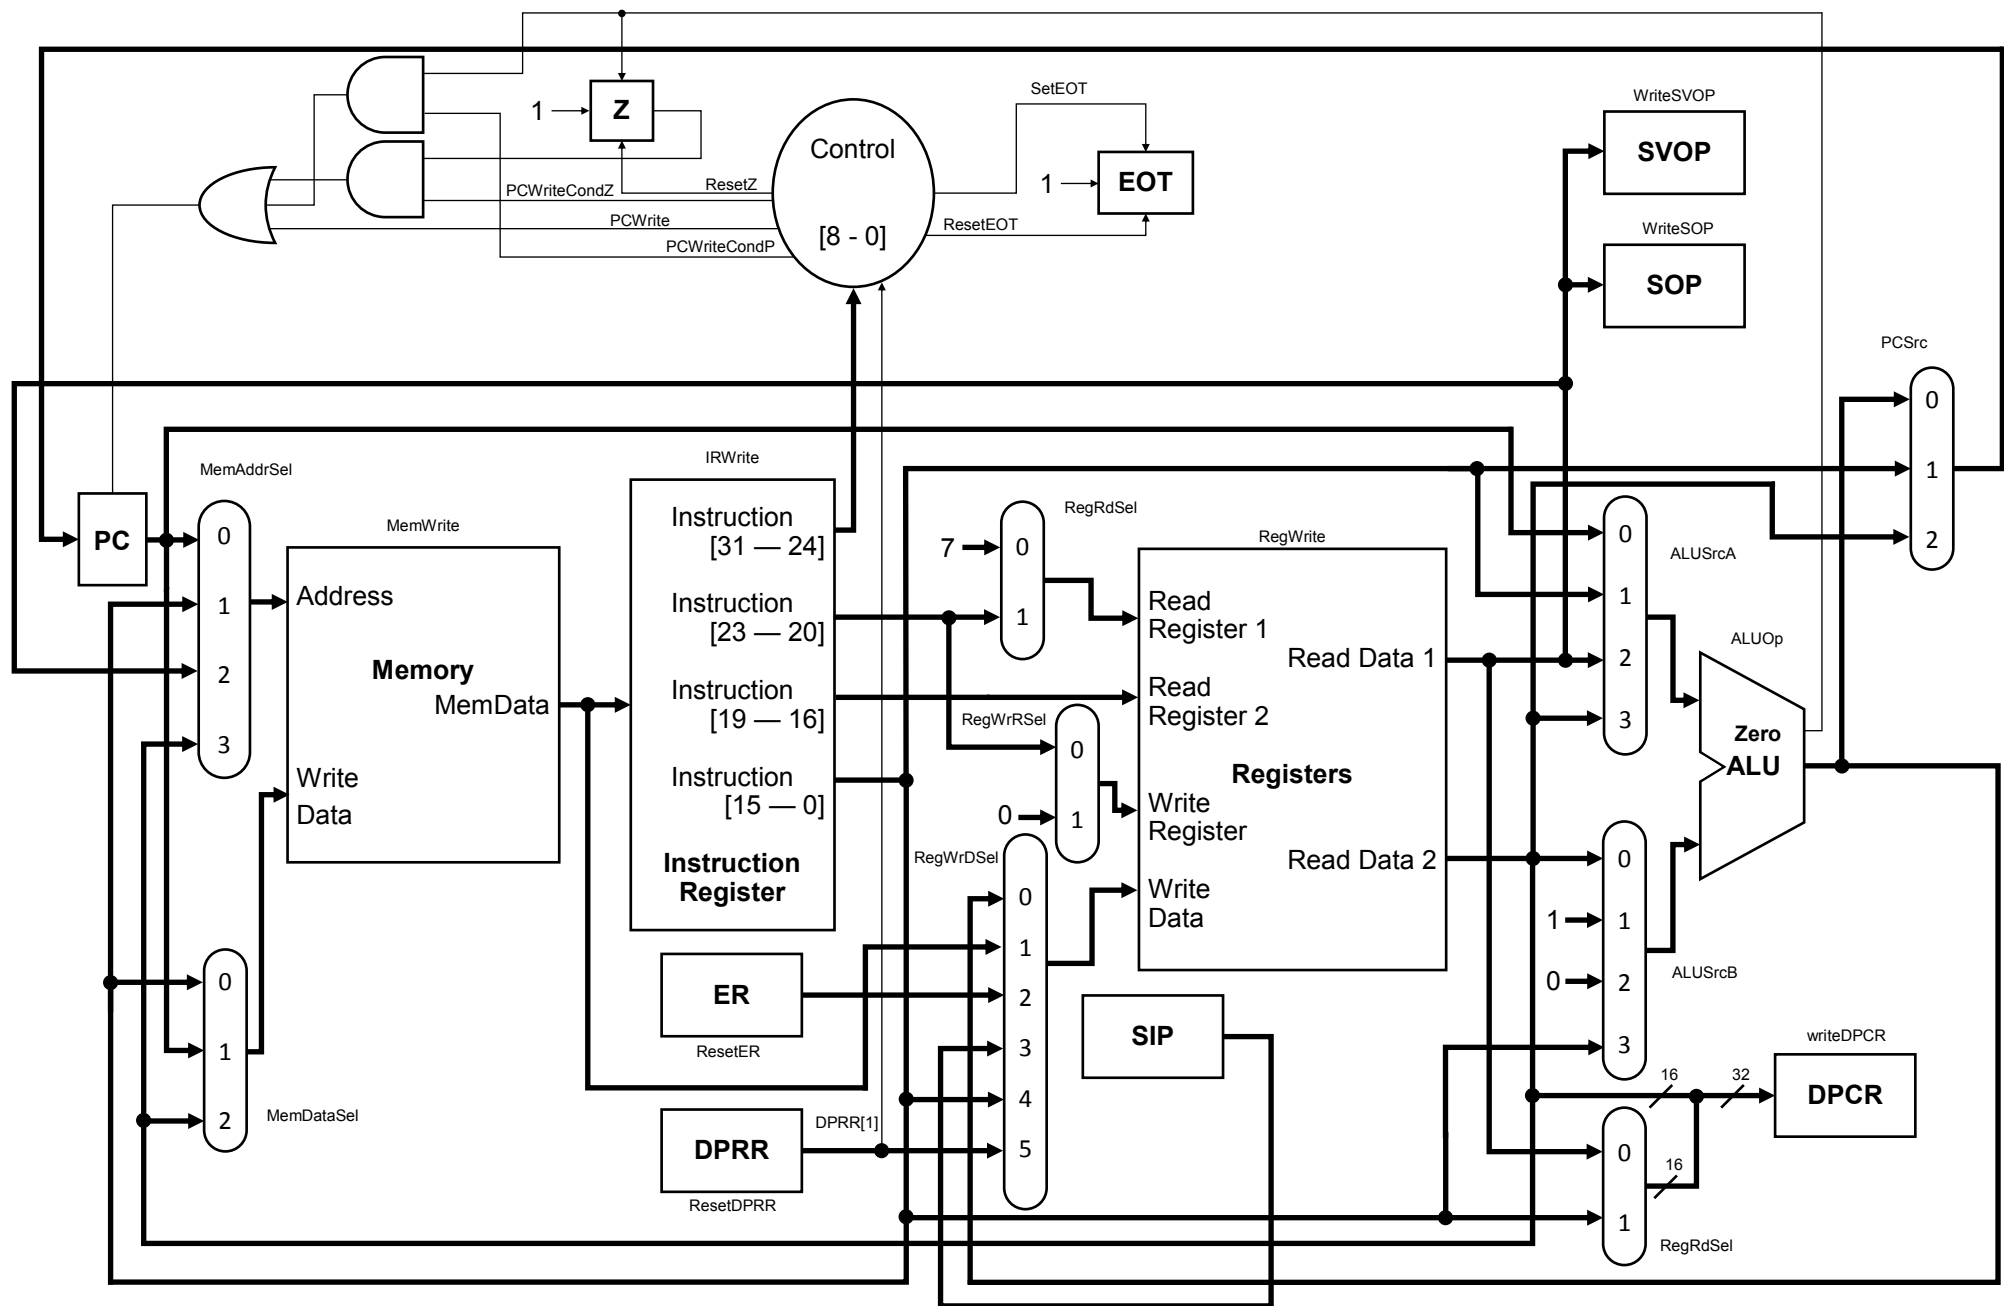 SetEOT
WriteSVOP
1
Z
Control
SVOP
ResetZ
PCWriteCondZ
1
EOT
PCWrite
ResetEOT
[8 - 0]
WriteSOP
PCWriteCondP
SOP
PCSrc
0
1
2
MemAddrSel
0
1
2
3
PC
MemWrite
Address
Memory
MemData
Write
Data
IRWrite
Instruction
[31 — 24]
Instruction
[23 — 20]
Instruction
[19 — 16]
Instruction
[15 — 0]
Instruction
Register
RegRdSel
7
0
1
RegWrRSel
0
0
1
RegWrite
Read
Register 1
Read Data 1
Read
Register 2
Registers
Write
Register
Read Data 2
Write
Data
ALUSrcA
0
1
2
3
ALUOp
Zero
ALU
0
1
1
0
2
3
ALUSrcB
RegWrDSel
0
1
2
3
4
5
ER
ResetER
SIP
DPRR
DPRR[1]
ResetDPRR
0
1
2
MemDataSel
writeDPCR
16
32
DPCR
0
16
1
RegRdSel